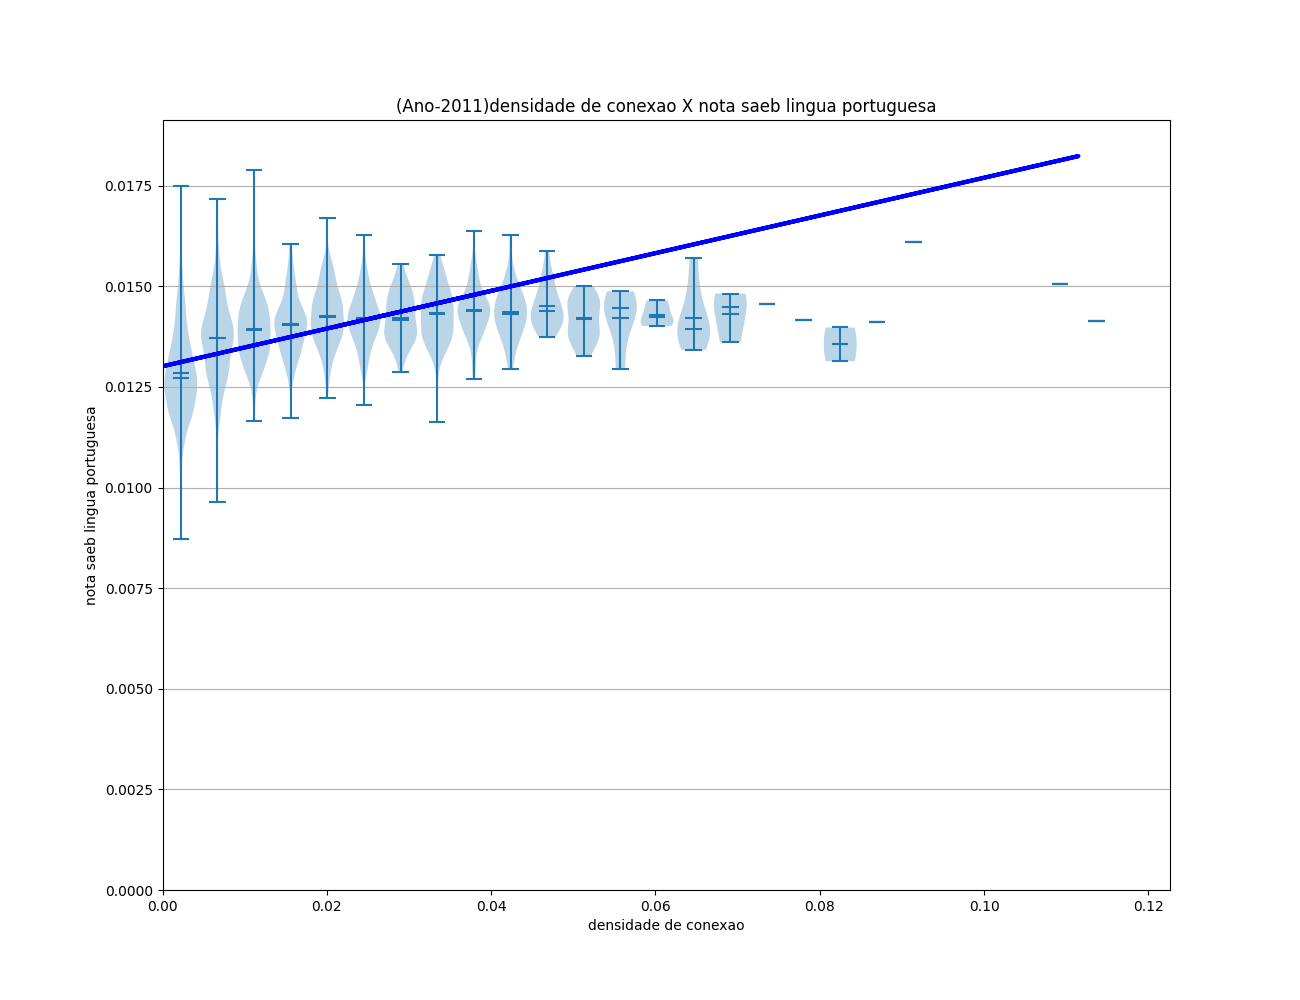 (Ano-2011)densidade de conexao X nota saeb lingua portuguesa
0.0175
0.0150
0.0125
0.0100
0.0075
0.0050
0.0025
0.0000
nota saeb lingua portuguesa
0.00 0.02 0.04 0.06 0.08 0.10 0.12
densidade de conexao